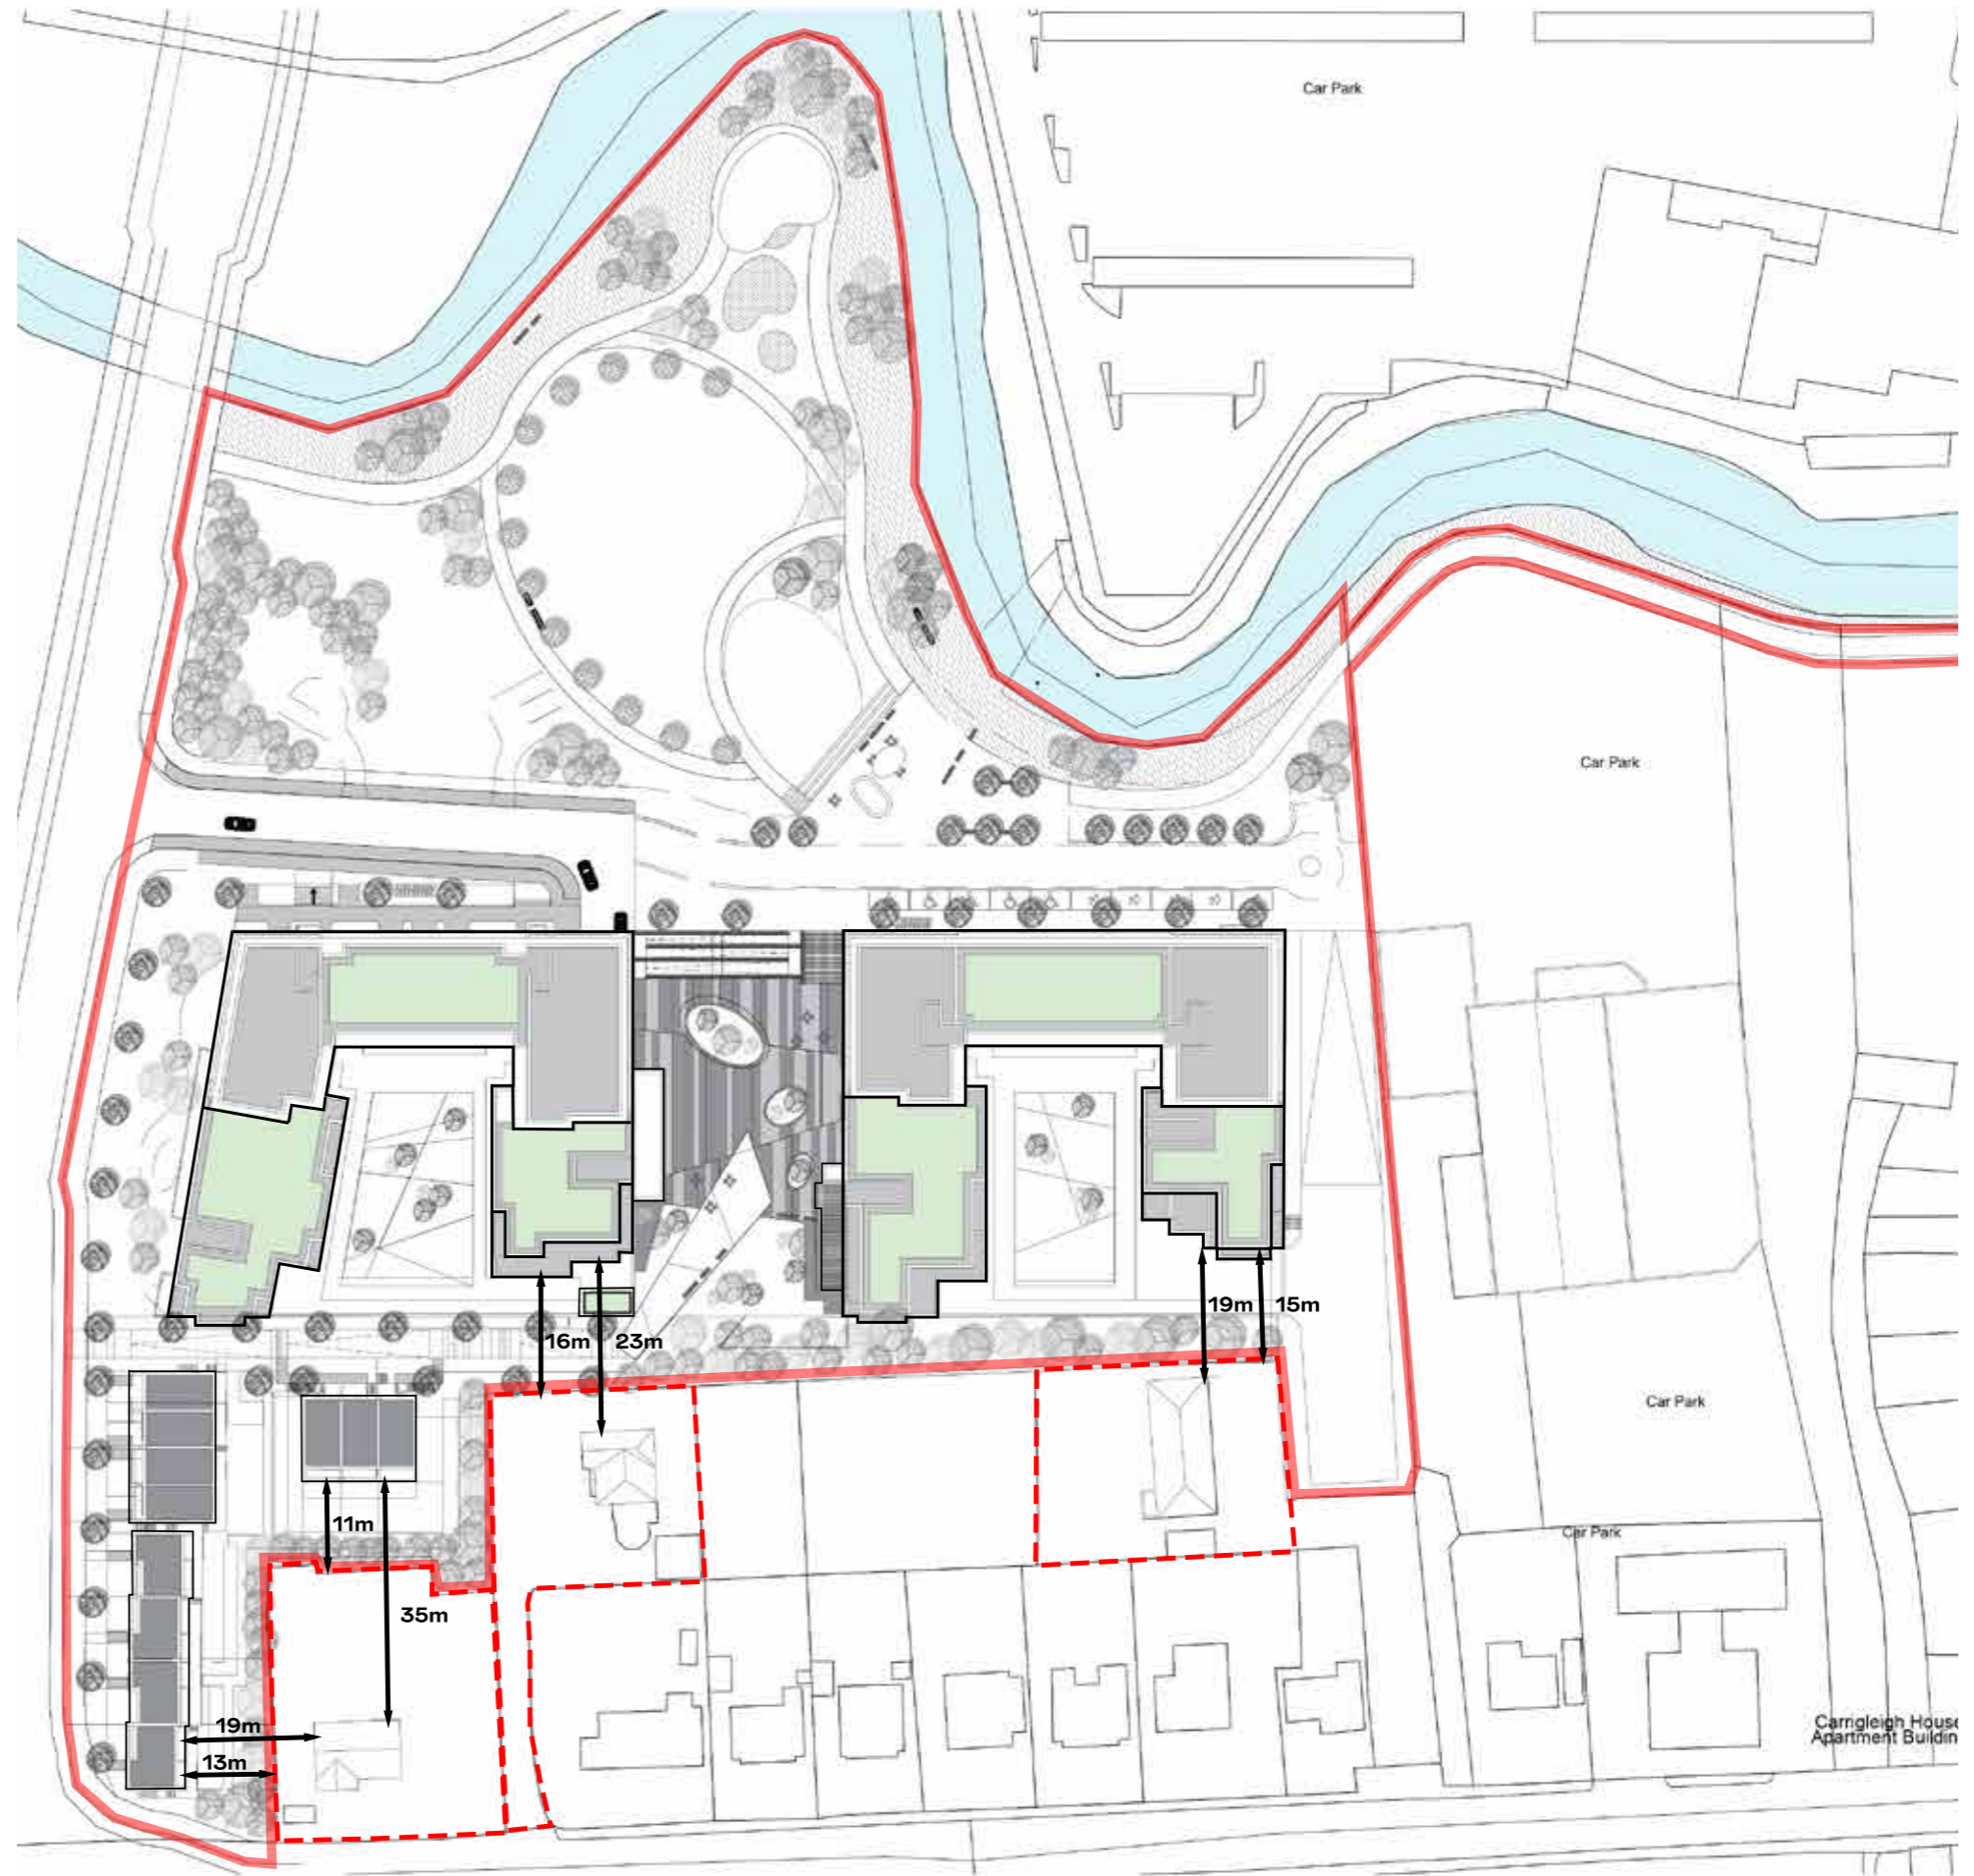 Car Park
Car Park
19m
15m
16m
23m
Car Park
11m
Car Park
35m
19m
Carrigleigh House
Apartment Buildin
13m